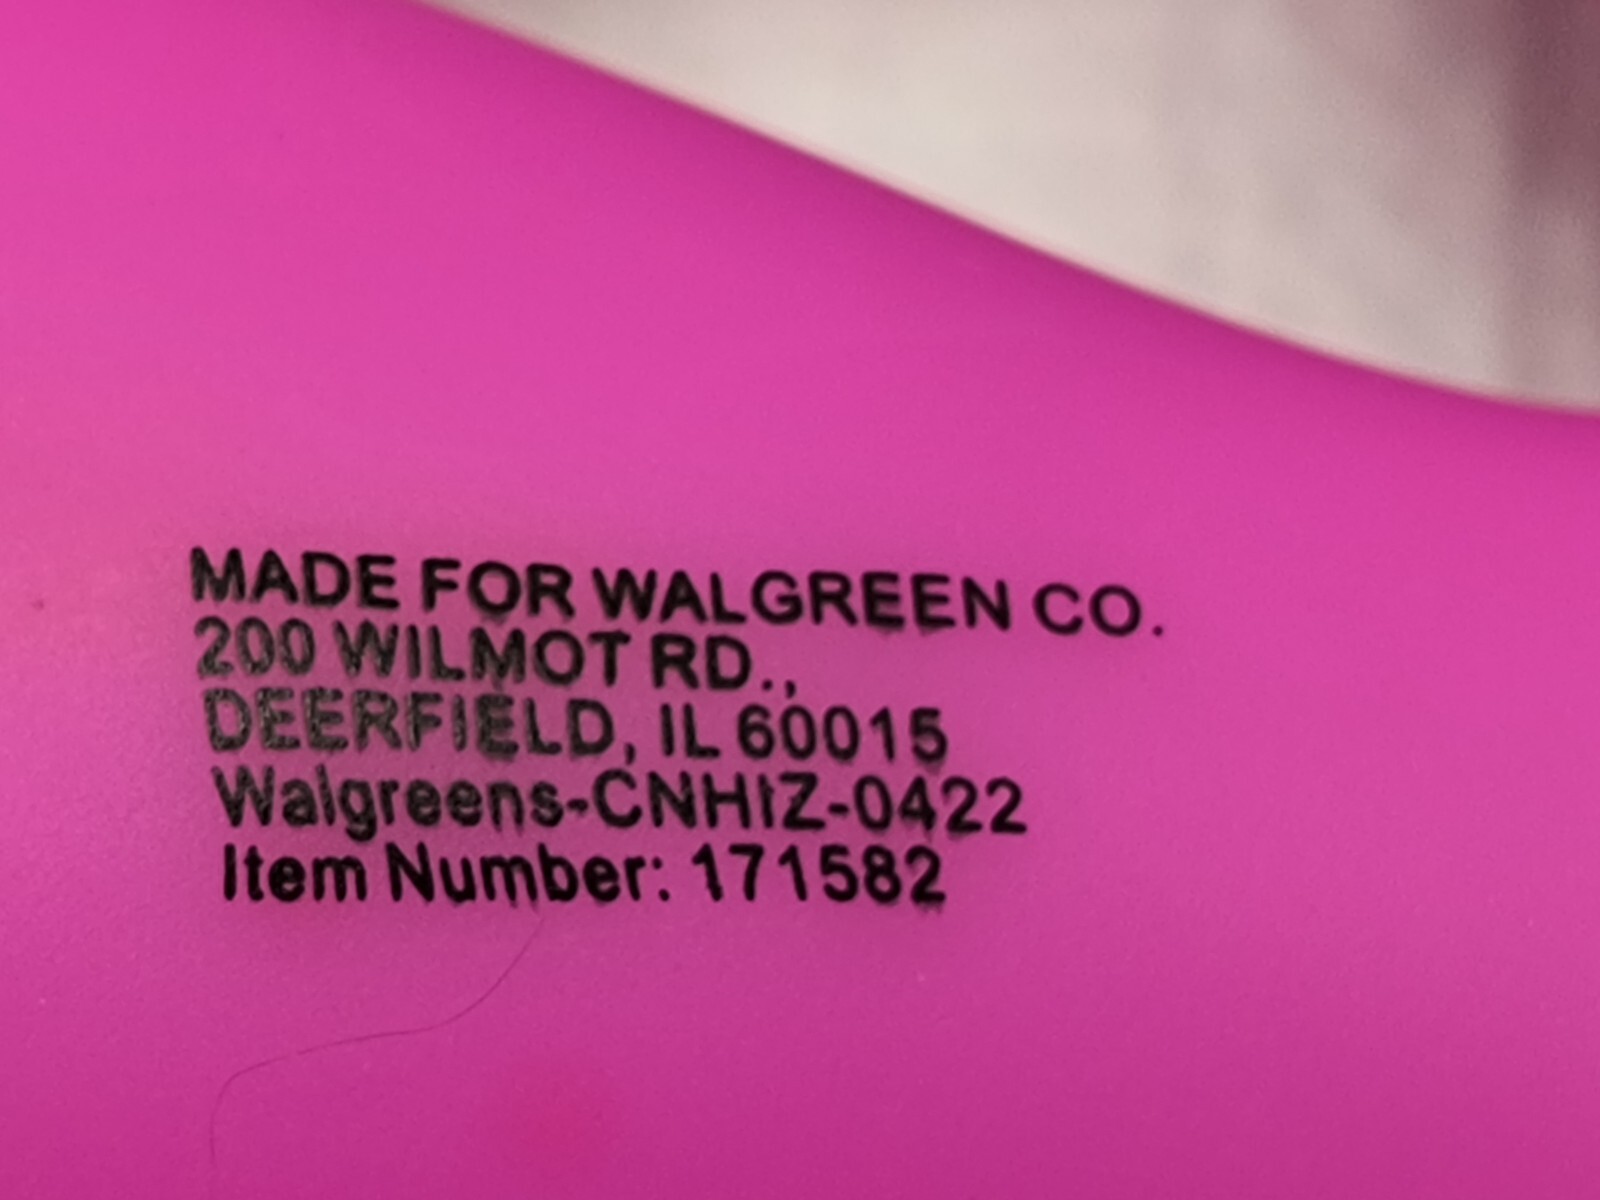 MADE FOR WALGREEN CO.
200 WILMOT RD.,
DEERFIELD, IL 60015
Walgreens-CNHIZ-0422
Item Number: 171582